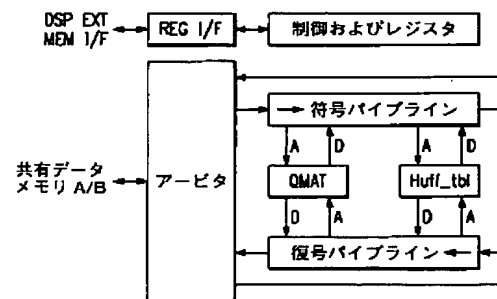 DSP EXT
MEM I/F
REG I/F
制御およびレジスタ
符号パイプライン
A
D
A
D
共有データ
メモリ A/B
アービタ
QMAT
Huff_tbl
D
A
D
A
復号パイプライン